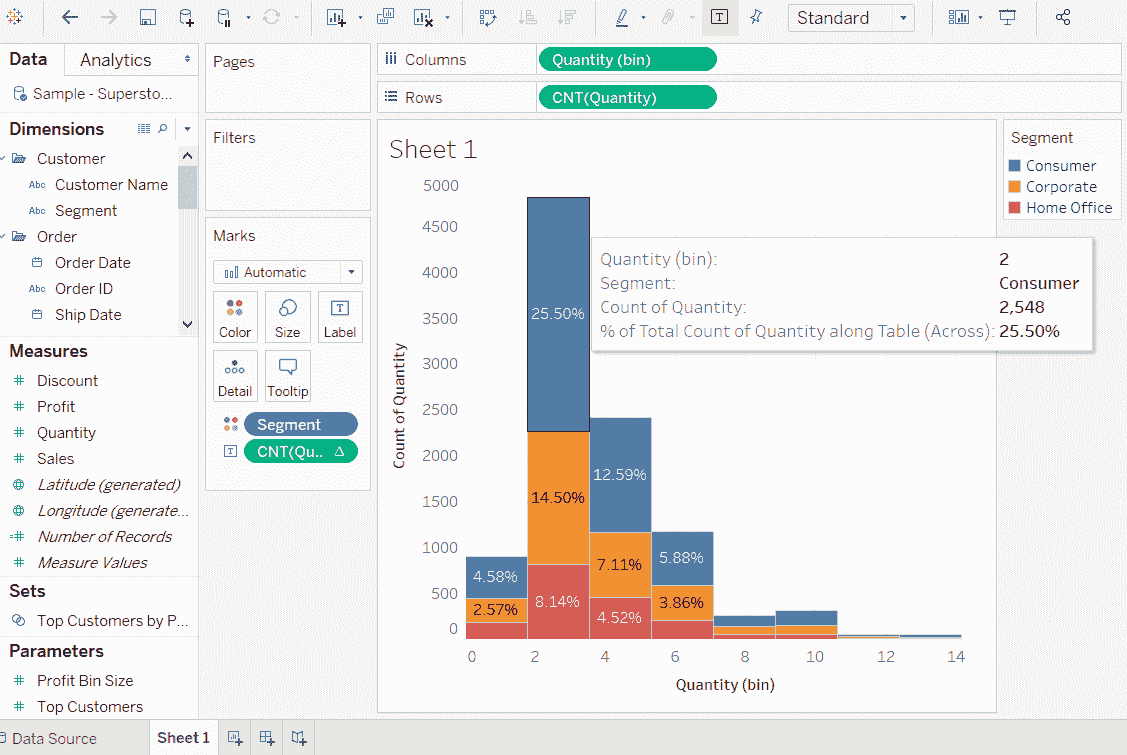 Standard
Data
Analytics
Sample - Supersto...
Dimensions
Customer
Abc Customer Name
Abc Segment
Order
Order Date
Abc Order ID
Ship Date
Measures
Discount
Profit
Quantity
Sales
Latitude (generated)
Longitude (generate...
Number of Records
Measure Values
Sets
Top Customers by P...
Parameters
Profit Bin Size
Top Customers
Pages
Filters
Marks
Automatic
Color
Size
T
Label
Detail
Tooltip
Segment
T CNT(Qu.. Δ
Columns
Quantity (bin)
Rows
CNT(Quantity)
Sheet 1
Count of Quantity
5000
4500
4000
3500
3000
2500
2000
1500
1000
500
0
25.50%
14.50%
8.14%
12.59%
7.11%
4.52%
4.58%
2.57%
5.88%
3.86%
0 2 4 6 8 10 12 14
Quantity (bin)
Quantity (bin): 2
Segment: Consumer
Count of Quantity: 2,548
% of Total Count of Quantity along Table (Across): 25.50%
Segment
Consumer
Corporate
Home Office
Data Source
Sheet 1